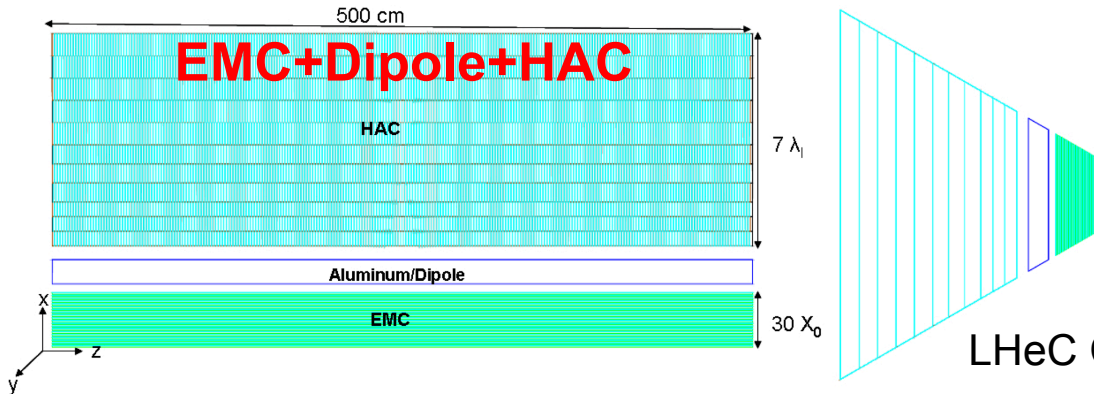 500 cm
EMC+Dipole+HAC
HAC
7 λI
Aluminum/Dipole
EMC
30 X0
x
z
y
LHeC